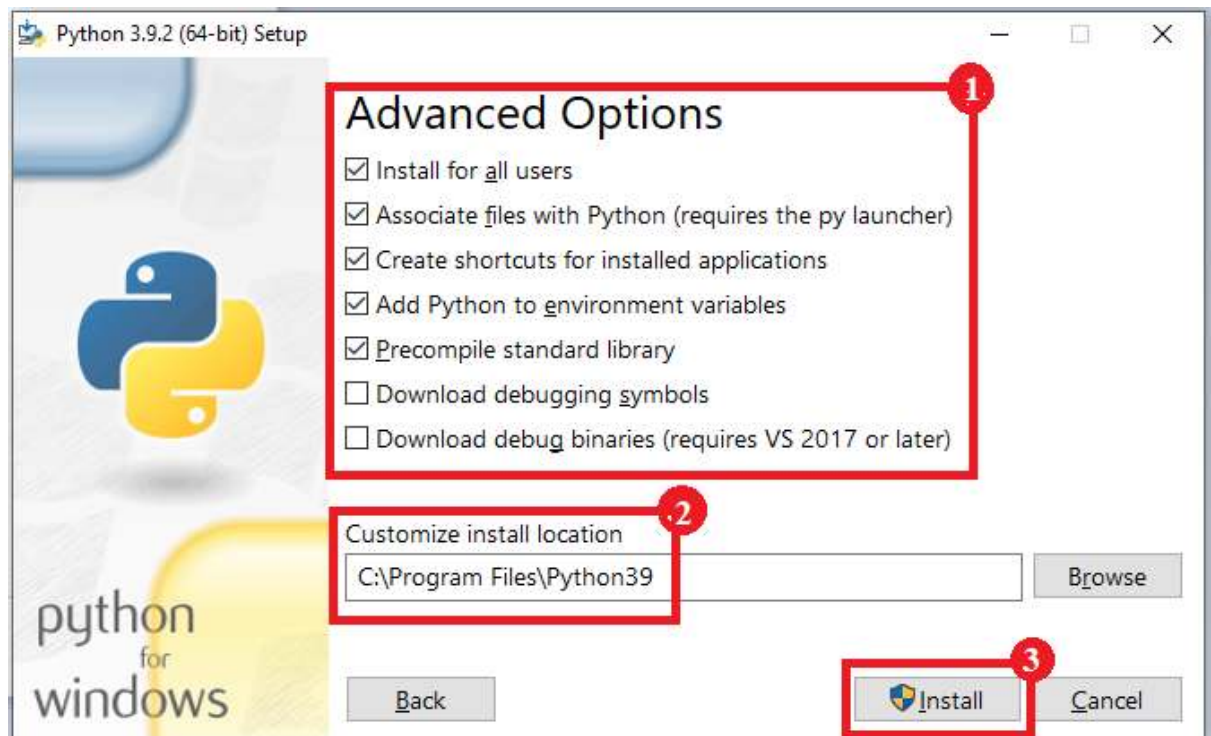 Python 3.9.2 (64-bit) Setup
1
Advanced Options
Install for all users
Associate files with Python (requires the py launcher)
Create shortcuts for installed applications
Add Python to environment variables
Precompile standard library
Download debugging symbols
Download debug binaries (requires VS 2017 or later)
2
Customize install location
C:\Program Files\Python39
Browse
python
for
windows
3
Back
Install
Cancel